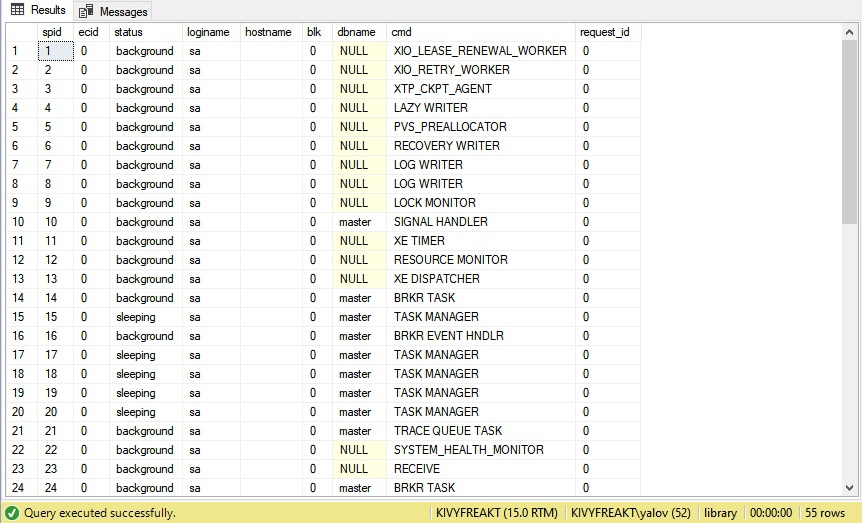 Results Messages
spid ecid status loginame hostname blk dbname cmd request_id
1 1 0 background sa 0 NULL XIO_LEASE_RENEWAL_WORKER 0
2 2 0 background sa 0 NULL XIO_RETRY_WORKER 0
3 3 0 background sa 0 NULL XTP_CKPT_AGENT 0
4 4 0 background sa 0 NULL LAZY WRITER 0
5 5 0 background sa 0 NULL PVS_PREALLOCATOR 0
6 6 0 background sa 0 NULL RECOVERY WRITER 0
7 7 0 background sa 0 NULL LOG WRITER 0
8 8 0 background sa 0 NULL LOG WRITER 0
9 9 0 background sa 0 NULL LOCK MONITOR 0
10 10 0 background sa 0 master SIGNAL HANDLER 0
11 11 0 background sa 0 NULL XE TIMER 0
12 12 0 background sa 0 NULL RESOURCE MONITOR 0
13 13 0 background sa 0 NULL XE DISPATCHER 0
14 14 0 background sa 0 master BRKR TASK 0
15 15 0 sleeping sa 0 master TASK MANAGER 0
16 16 0 background sa 0 master BRKR EVENT HNDLR 0
17 17 0 sleeping sa 0 master TASK MANAGER 0
18 18 0 sleeping sa 0 master TASK MANAGER 0
19 19 0 sleeping sa 0 master TASK MANAGER 0
20 20 0 sleeping sa 0 master TASK MANAGER 0
21 21 0 background sa 0 master TRACE QUEUE TASK 0
22 22 0 background sa 0 NULL SYSTEM_HEALTH_MONITOR 0
23 23 0 background sa 0 NULL RECEIVE 0
24 24 0 background sa 0 master BRKR TASK 0
Query executed successfully. KIVYFREAKT (15.0 RTM) KIVYFREAKT\yalov (52) library 00:00:00 55 rows